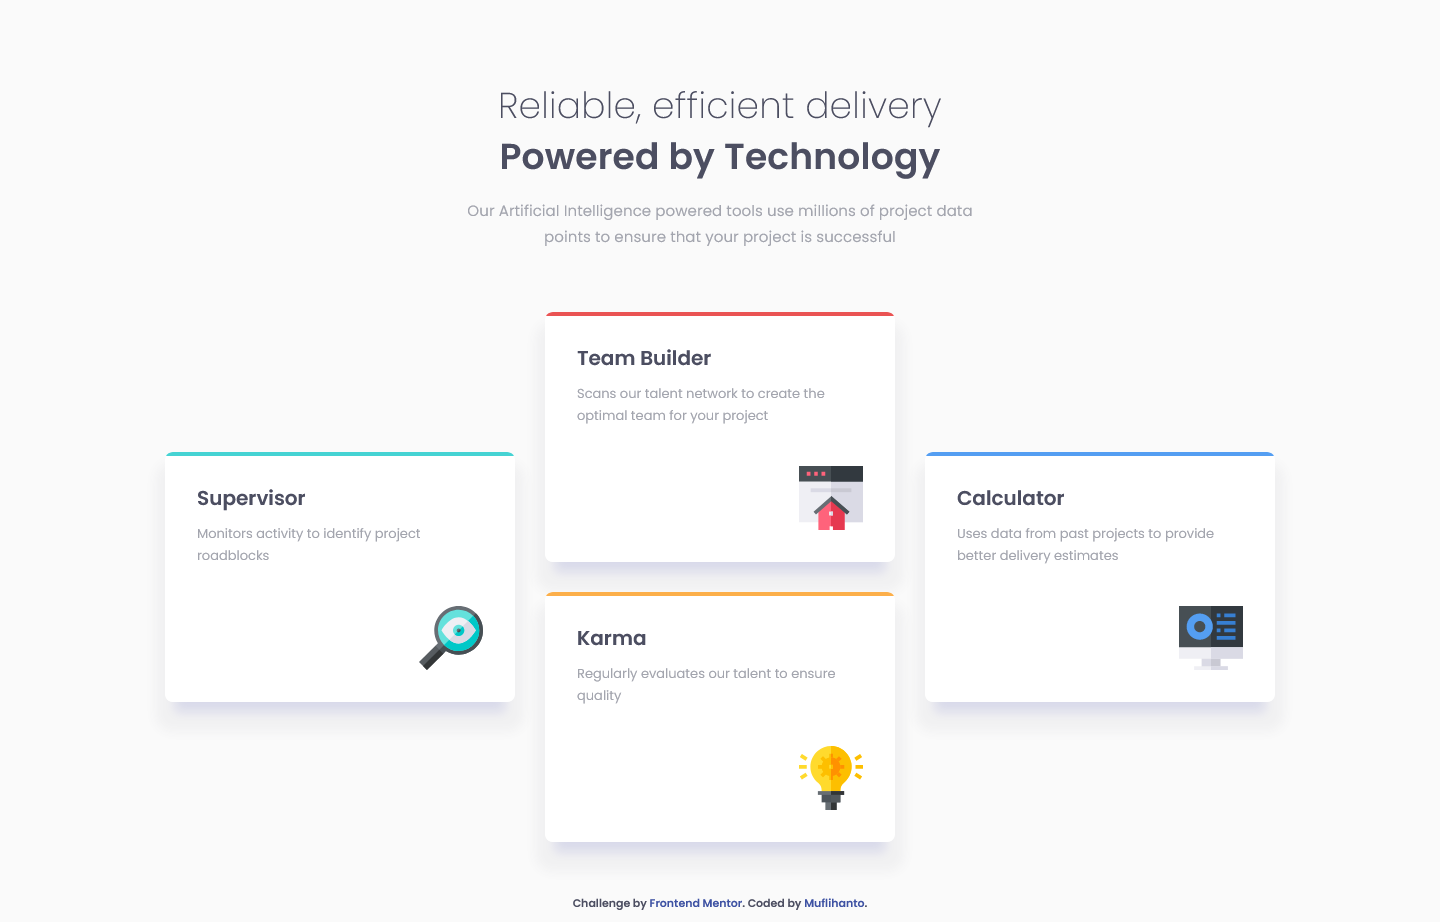 Reliable, efficient delivery
Powered by Technology
Our Artificial Intelligence powered tools use millions of project data
points to ensure that your project is successful
Supervisor
Monitors activity to identify project
roadblocks
Team Builder
Scans our talent network to create the
optimal team for your project
Karma
Regularly evaluates our talent to ensure
quality
Calculator
Uses data from past projects to provide
better delivery estimates
Challenge by Frontend Mentor. Coded by Muflihanto.